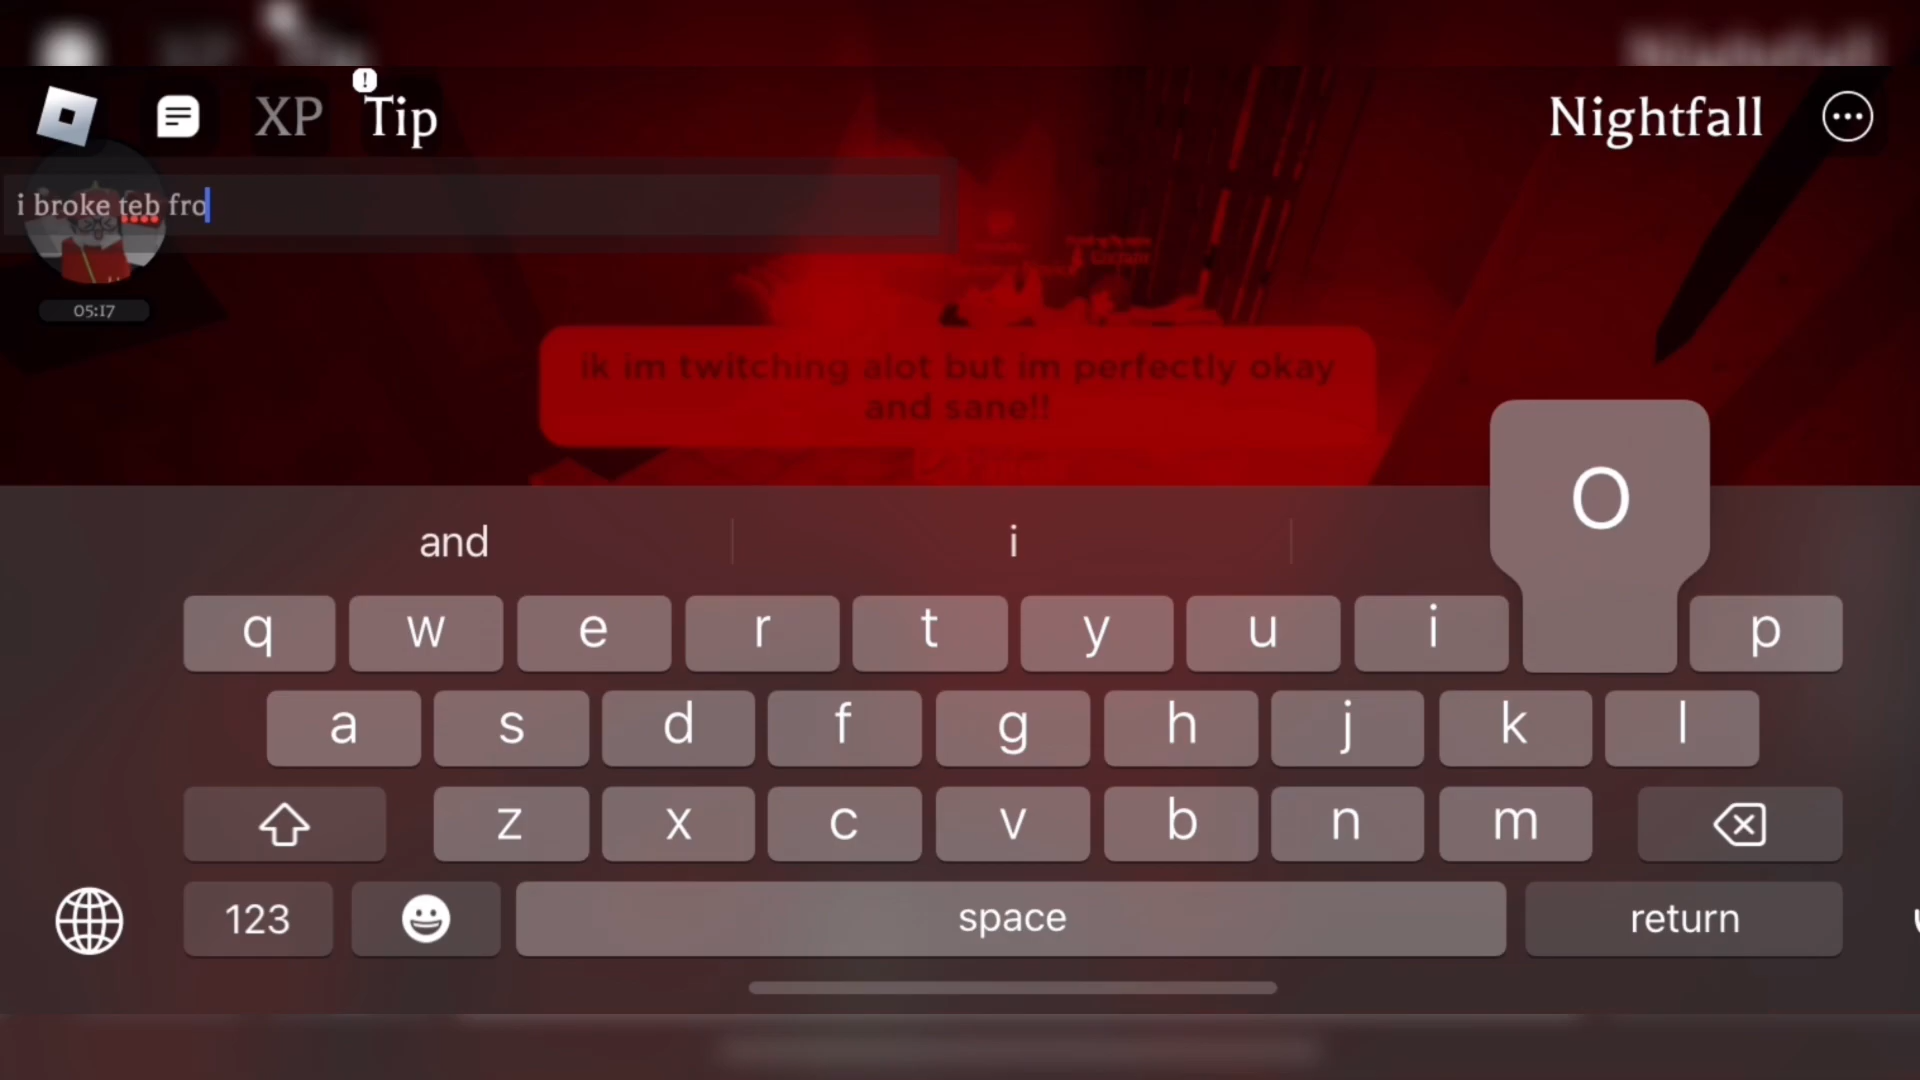 !
XP
Tip
Nightfall
i broke teb fro
05:17
ik im twitching alot but im perfectly okay
and sane!!
O
and
i
q w e r t y u i p
a s d f g h j k l
z x c v b n m
123
space
return